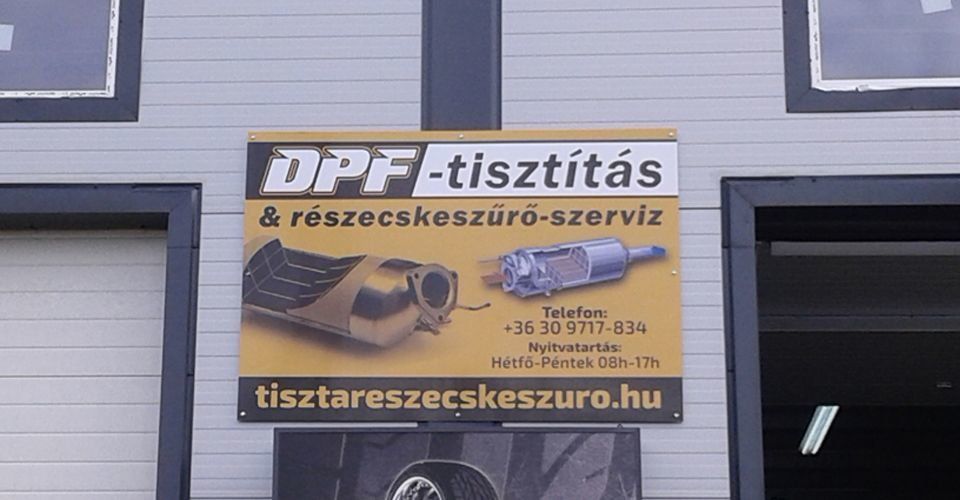 DPF-tisztítás
& részecskeszűrő-szerviz
Telefon:
+36 30 9717-834
Nyitvatartás:
Hétfő-Péntek 08h-17h
tisztareszecskeszuro.hu